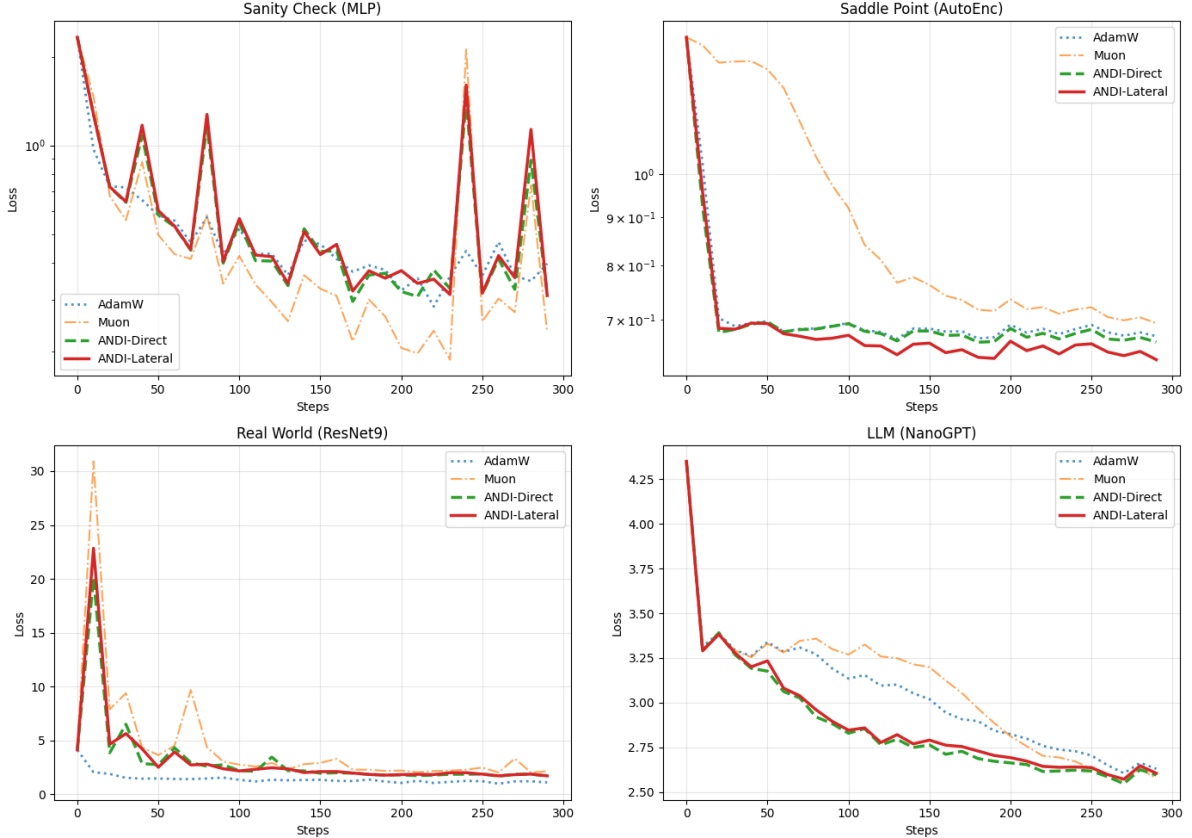 Sanity Check (MLP)
Loss
10⁰
AdamW
Muon
ANDI-Direct
ANDI-Lateral
0 50 100 150 200 250 300
Steps
Saddle Point (AutoEnc)
Loss
10⁰
9 × 10⁻¹
8 × 10⁻¹
7 × 10⁻¹
AdamW
Muon
ANDI-Direct
ANDI-Lateral
0 50 100 150 200 250 300
Steps
Real World (ResNet9)
Loss
30
25
20
15
10
5
0
AdamW
Muon
ANDI-Direct
ANDI-Lateral
0 50 100 150 200 250 300
Steps
LLM (NanoGPT)
Loss
4.25
4.00
3.75
3.50
3.25
3.00
2.75
2.50
AdamW
Muon
ANDI-Direct
ANDI-Lateral
0 50 100 150 200 250 300
Steps